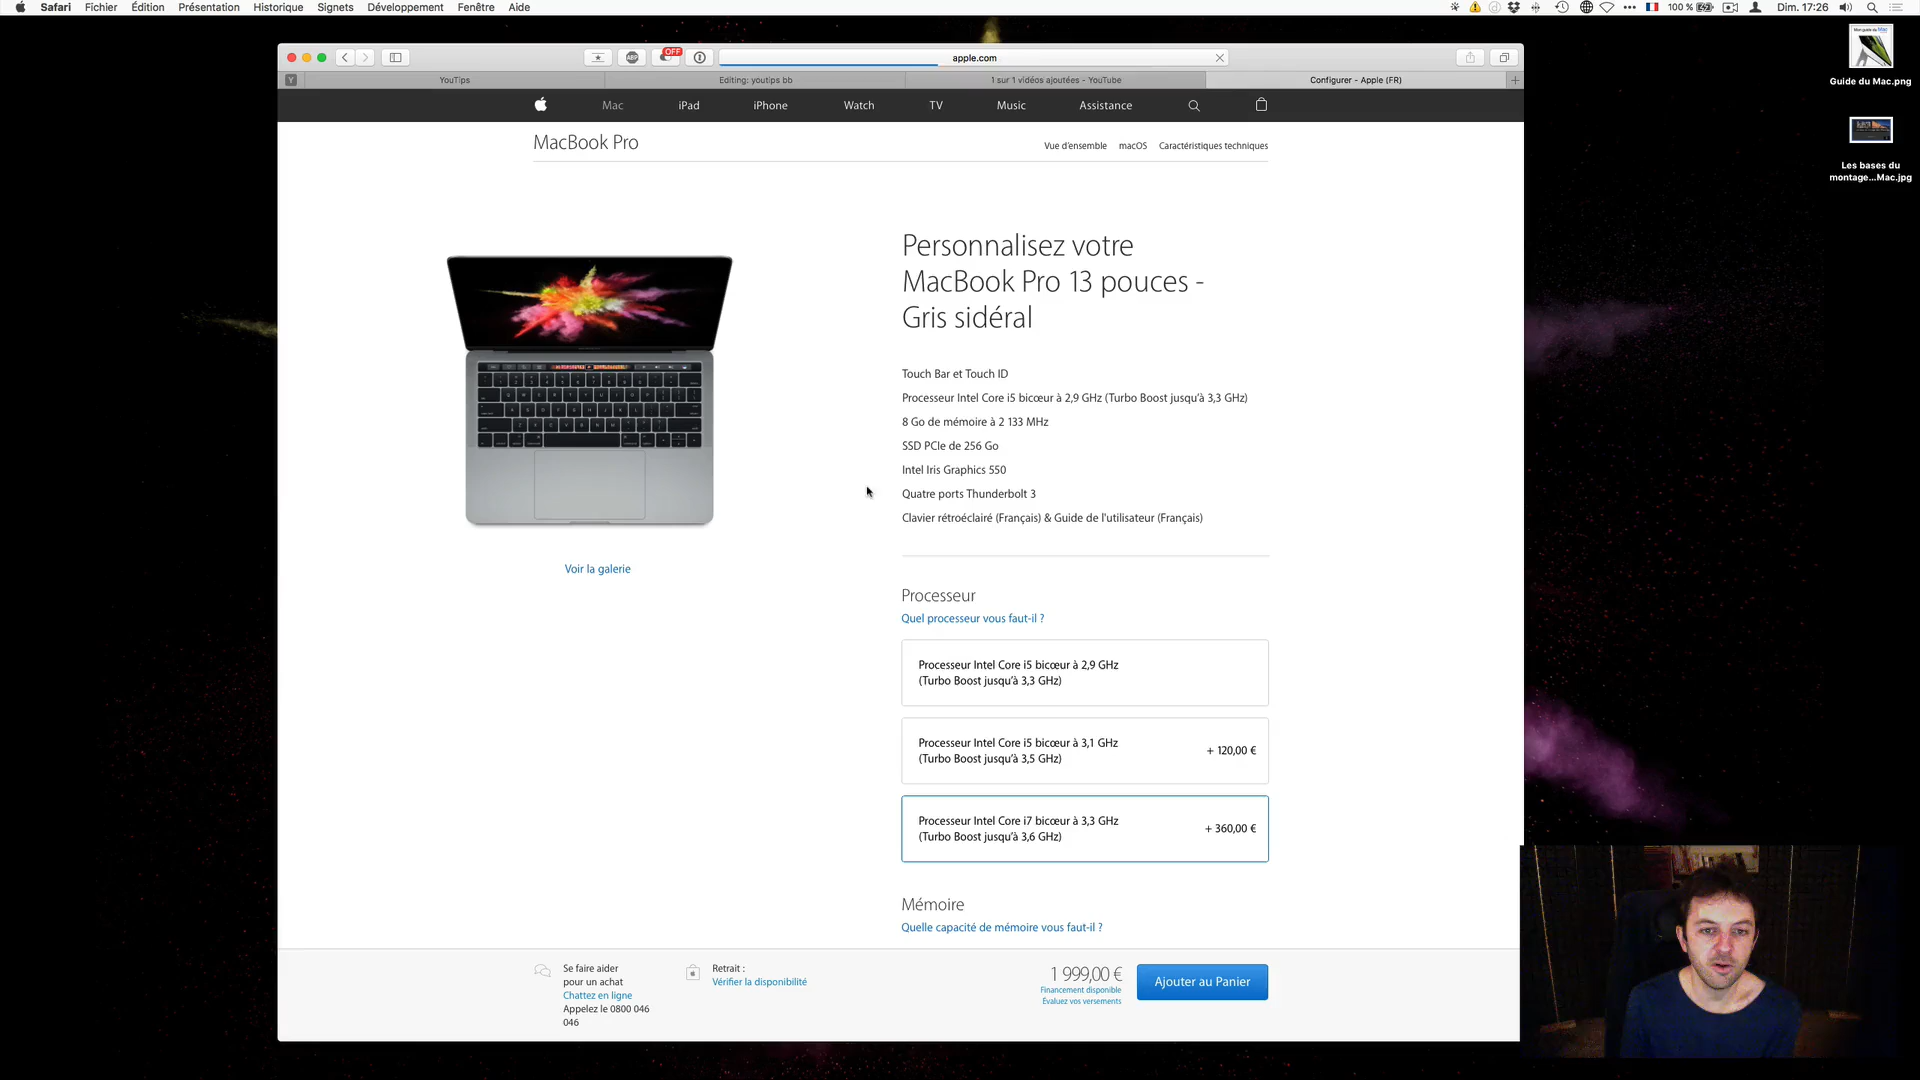 Safari Fichier Édition Présentation Historique Signets Développement Fenêtre Aide
100 % Dim. 17:26
OFF
apple.com
Y YouTips Editing: youtips bb 1 sur 1 vidéos ajoutées - YouTube Configurer - Apple (FR)
Mac iPad iPhone Watch TV Music Assistance
MacBook Pro
Vue d'ensemble macOS Caractéristiques techniques
Guide du Mac.png
Les bases du
montage...Mac.jpg
Personnalisez votre
MacBook Pro 13 pouces -
Gris sidéral
Touch Bar et Touch ID
Processeur Intel Core i5 bicœur à 2,9 GHz (Turbo Boost jusqu'à 3,3 GHz)
8 Go de mémoire à 2 133 MHz
SSD PCIe de 256 Go
Intel Iris Graphics 550
Quatre ports Thunderbolt 3
Clavier rétroéclairé (Français) & Guide de l'utilisateur (Français)
Voir la galerie
Processeur
Quel processeur vous faut-il ?
Processeur Intel Core i5 bicœur à 2,9 GHz
(Turbo Boost jusqu'à 3,3 GHz)
Processeur Intel Core i5 bicœur à 3,1 GHz
(Turbo Boost jusqu'à 3,5 GHz)
+ 120,00 €
Processeur Intel Core i7 bicœur à 3,3 GHz
(Turbo Boost jusqu'à 3,6 GHz)
+ 360,00 €
Mémoire
Quelle capacité de mémoire vous faut-il ?
Se faire aider
pour un achat
Chattez en ligne
Appelez le 0800 046
046
Retrait :
Vérifier la disponibilité
1 999,00 €
Financement disponible
Évaluez vos versements
Ajouter au Panier